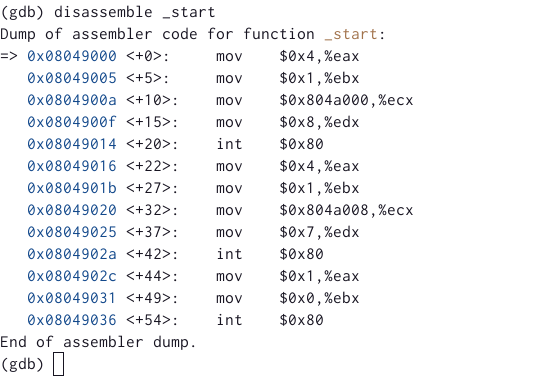 (gdb) disassemble _start
Dump of assembler code for function _start:
=> 0x08049000 <+0>:     mov    $0x4,%eax
   0x08049005 <+5>:     mov    $0x1,%ebx
   0x0804900a <+10>:    mov    $0x804a000,%ecx
   0x0804900f <+15>:    mov    $0x8,%edx
   0x08049014 <+20>:    int    $0x80
   0x08049016 <+22>:    mov    $0x4,%eax
   0x0804901b <+27>:    mov    $0x1,%ebx
   0x08049020 <+32>:    mov    $0x804a008,%ecx
   0x08049025 <+37>:    mov    $0x7,%edx
   0x0804902a <+42>:    int    $0x80
   0x0804902c <+44>:    mov    $0x1,%eax
   0x08049031 <+49>:    mov    $0x0,%ebx
   0x08049036 <+54>:    int    $0x80
End of assembler dump.
(gdb)